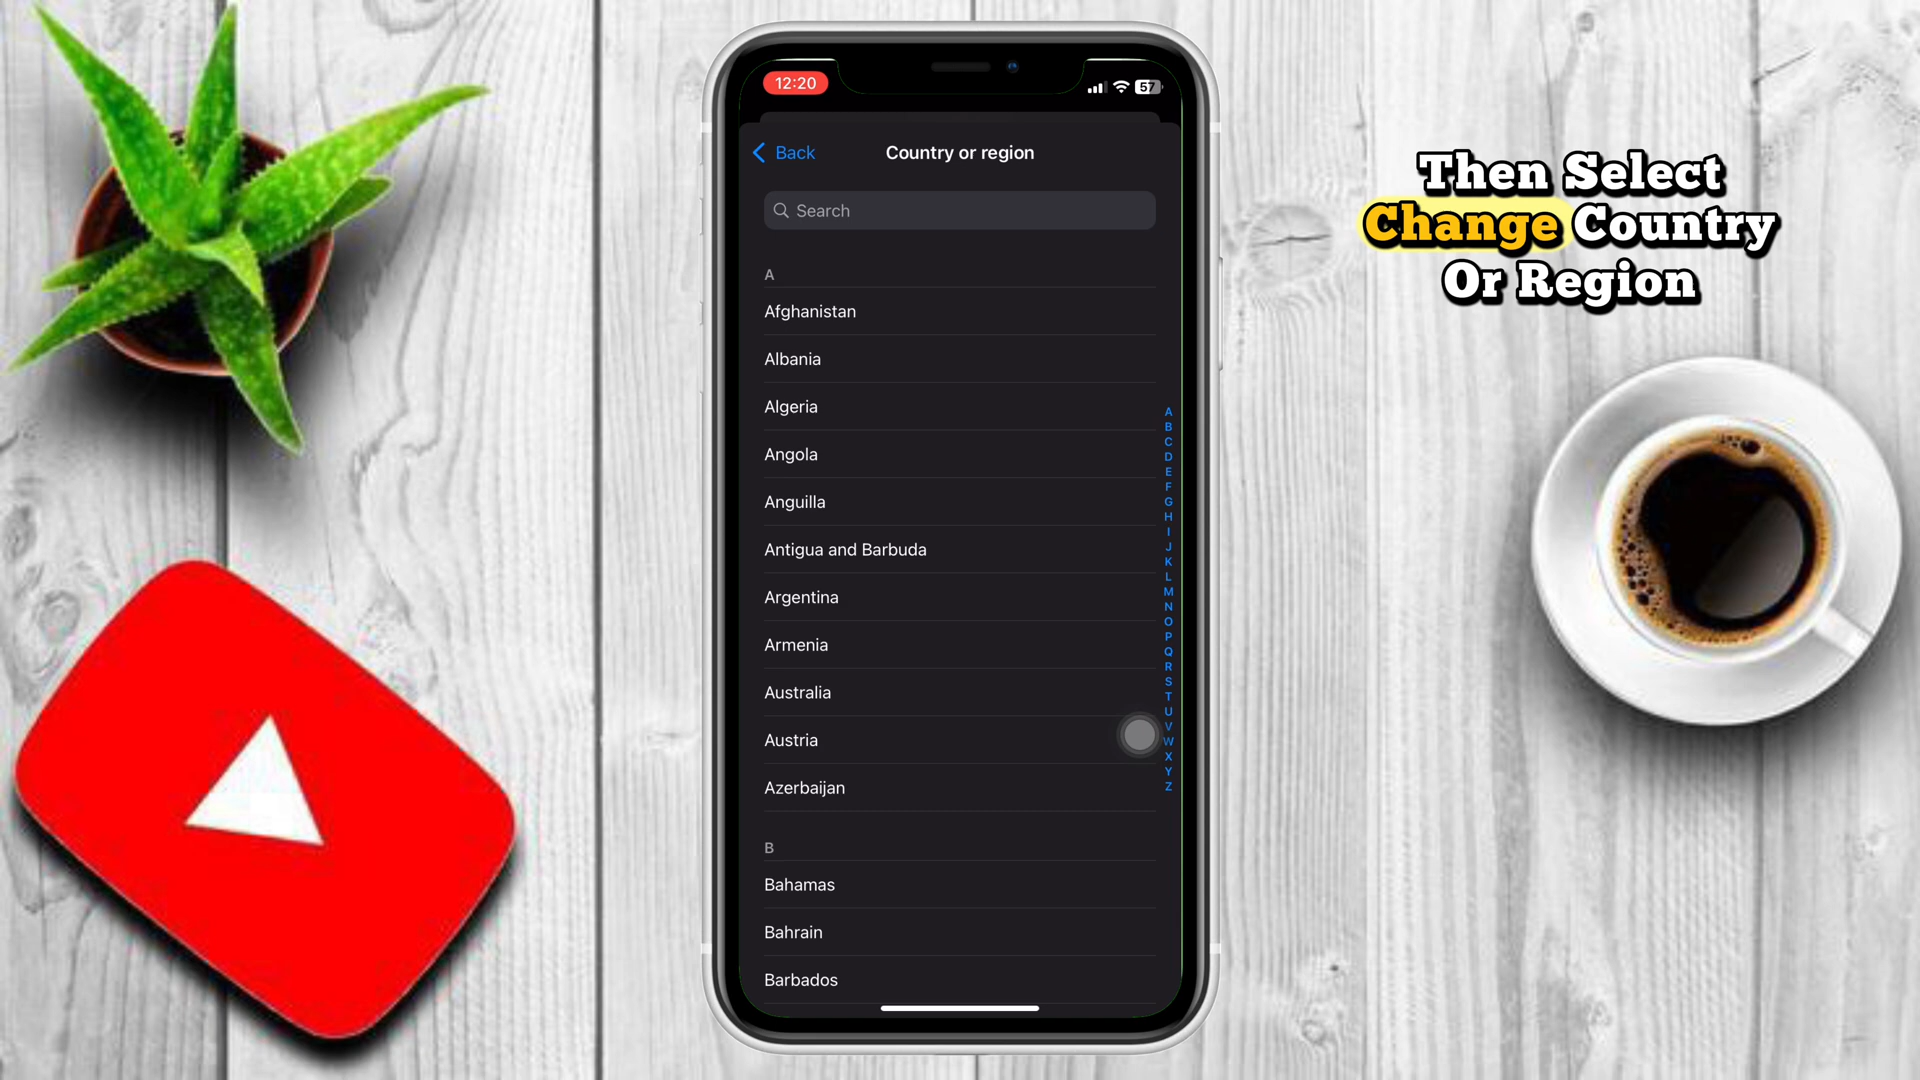 12:20
57
Back
Country or region
Search
A
Afghanistan
Albania
Algeria
Angola
Anguilla
Antigua and Barbuda
Argentina
Armenia
Australia
Austria
Azerbaijan
B
Bahamas
Bahrain
Barbados
A
B
C
D
E
F
G
H
I
J
K
L
M
N
O
P
Q
R
S
T
U
V
W
X
Y
Z
Then Select
Change Country
Or Region